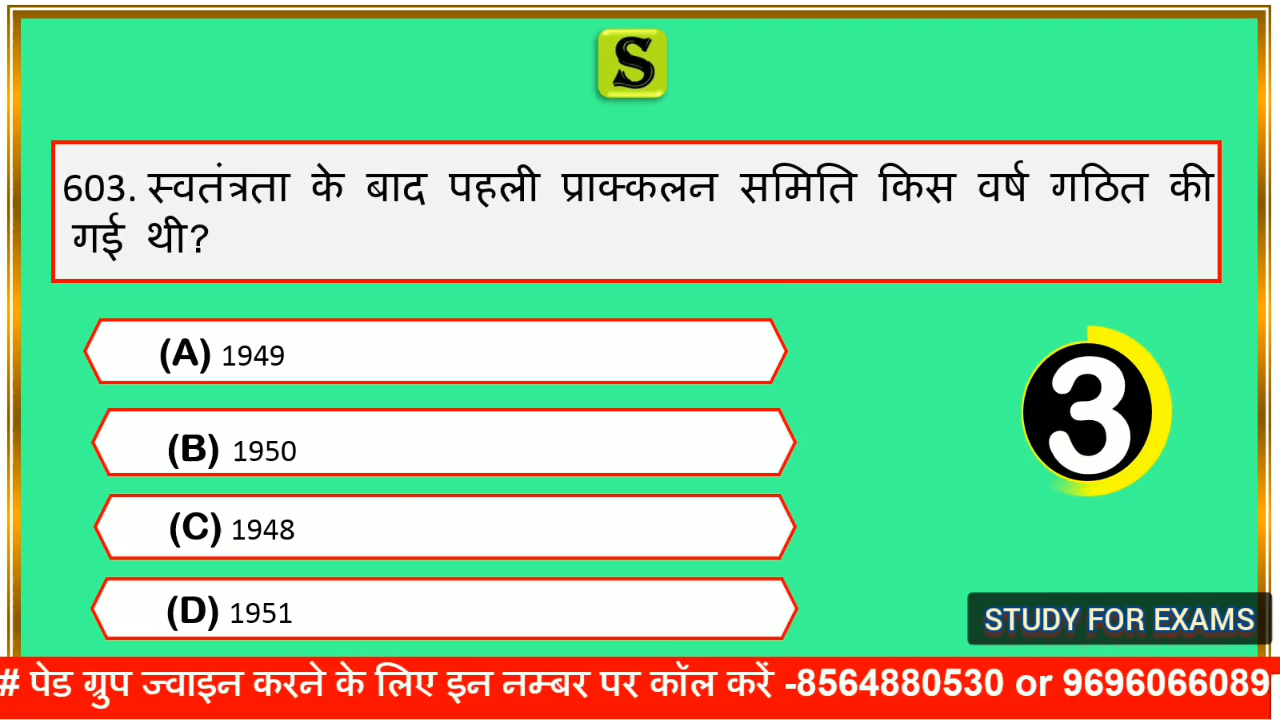 S
603. स्वतंत्रता के बाद पहली प्राक्कलन समिति किस वर्ष गठित की
गई थी?
(A) 1949
(B) 1950
(C) 1948
(D) 1951
3
STUDY FOR EXAMS
# पेड ग्रुप ज्वाइन करने के लिए इन नम्बर पर कॉल करें -8564880530 or 9696066089